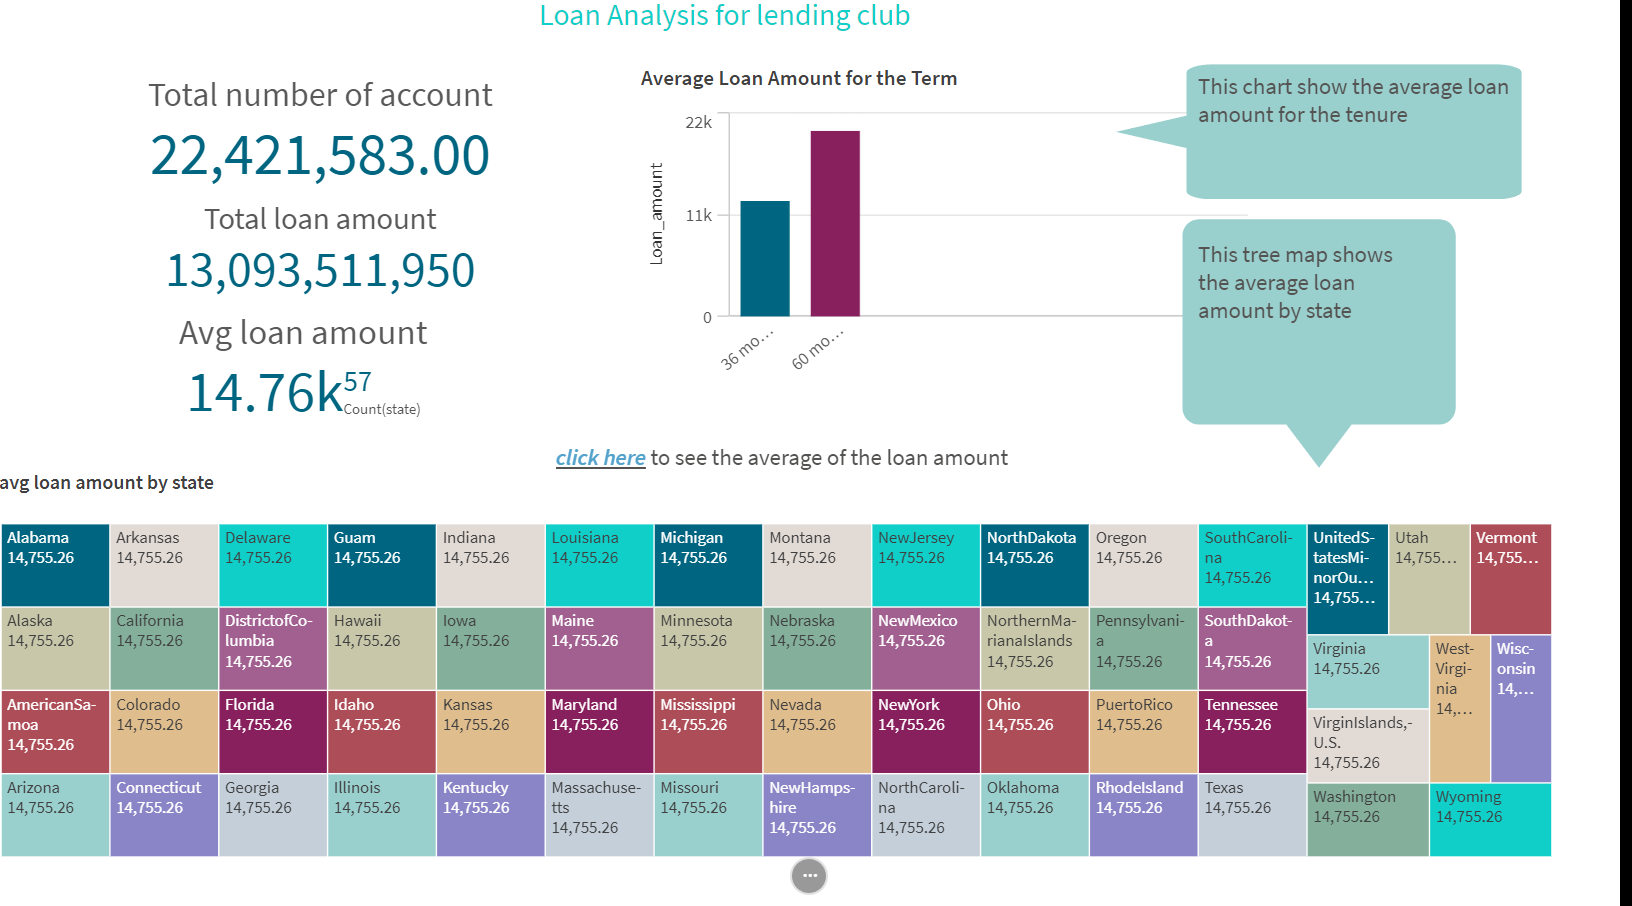 Loan Analysis for lending club
Total number of account
22,421,583.00
Total loan amount
13,093,511,950
Avg loan amount
14.76k
57
Count(state)
Average Loan Amount for the Term
Loan_amount
22k
11k
0
36 mo…
60 mo…
This chart show the average loan
amount for the tenure
This tree map shows
the average loan
amount by state
click here to see the average of the loan amount
avg loan amount by state
Alabama
14,755.26
Alaska
14,755.26
AmericanSa-
moa
14,755.26
Arizona
14,755.26
Arkansas
14,755.26
California
14,755.26
Colorado
14,755.26
Connecticut
14,755.26
Delaware
14,755.26
DistrictofCo-
lumbia
14,755.26
Florida
14,755.26
Georgia
14,755.26
Guam
14,755.26
Hawaii
14,755.26
Idaho
14,755.26
Illinois
14,755.26
Indiana
14,755.26
Iowa
14,755.26
Kansas
14,755.26
Kentucky
14,755.26
Louisiana
14,755.26
Maine
14,755.26
Maryland
14,755.26
Massachuse-
tts
14,755.26
Michigan
14,755.26
Minnesota
14,755.26
Mississippi
14,755.26
Missouri
14,755.26
Montana
14,755.26
Nebraska
14,755.26
Nevada
14,755.26
NewHamps-
hire
14,755.26
NewJersey
14,755.26
NewMexico
14,755.26
NewYork
14,755.26
NorthCaroli-
na
14,755.26
NorthDakota
14,755.26
NorthernMa-
rianaIslands
14,755.26
Ohio
14,755.26
Oklahoma
14,755.26
Oregon
14,755.26
Pennsylvani-
a
14,755.26
PuertoRico
14,755.26
RhodeIsland
14,755.26
SouthCaroli-
na
14,755.26
SouthDakot-
a
14,755.26
Tennessee
14,755.26
Texas
14,755.26
UnitedS-
tatesMi-
norOu…
14,755…
Utah
14,755…
Vermont
14,755…
Virginia
14,755.26
VirginIslands,-
U.S.
14,755.26
Washington
14,755.26
West-
Virgi-
nia
14,…
Wisc-
onsin
14,…
Wyoming
14,755.26